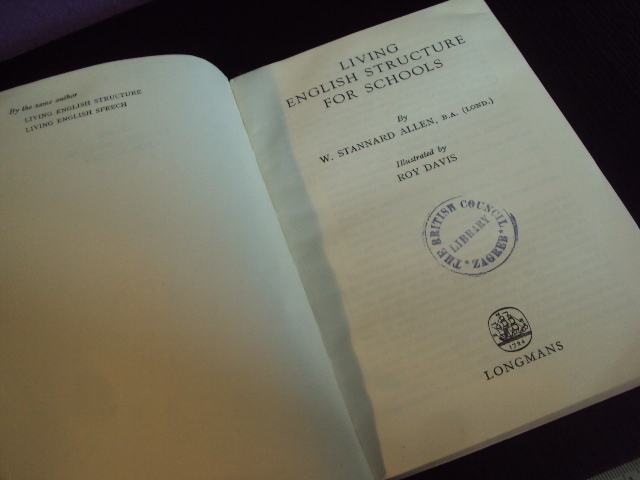 By the same author
LIVING ENGLISH STRUCTURE
LIVING ENGLISH SPEECH
LIVING
ENGLISH STRUCTURE
FOR SCHOOLS
By
W. STANNARD ALLEN, B.A. (LOND.)
Illustrated by
ROY DAVIS
THE BRITISH COUNCIL
LIBRARY
* ZAGREB *
1724
LONGMANS